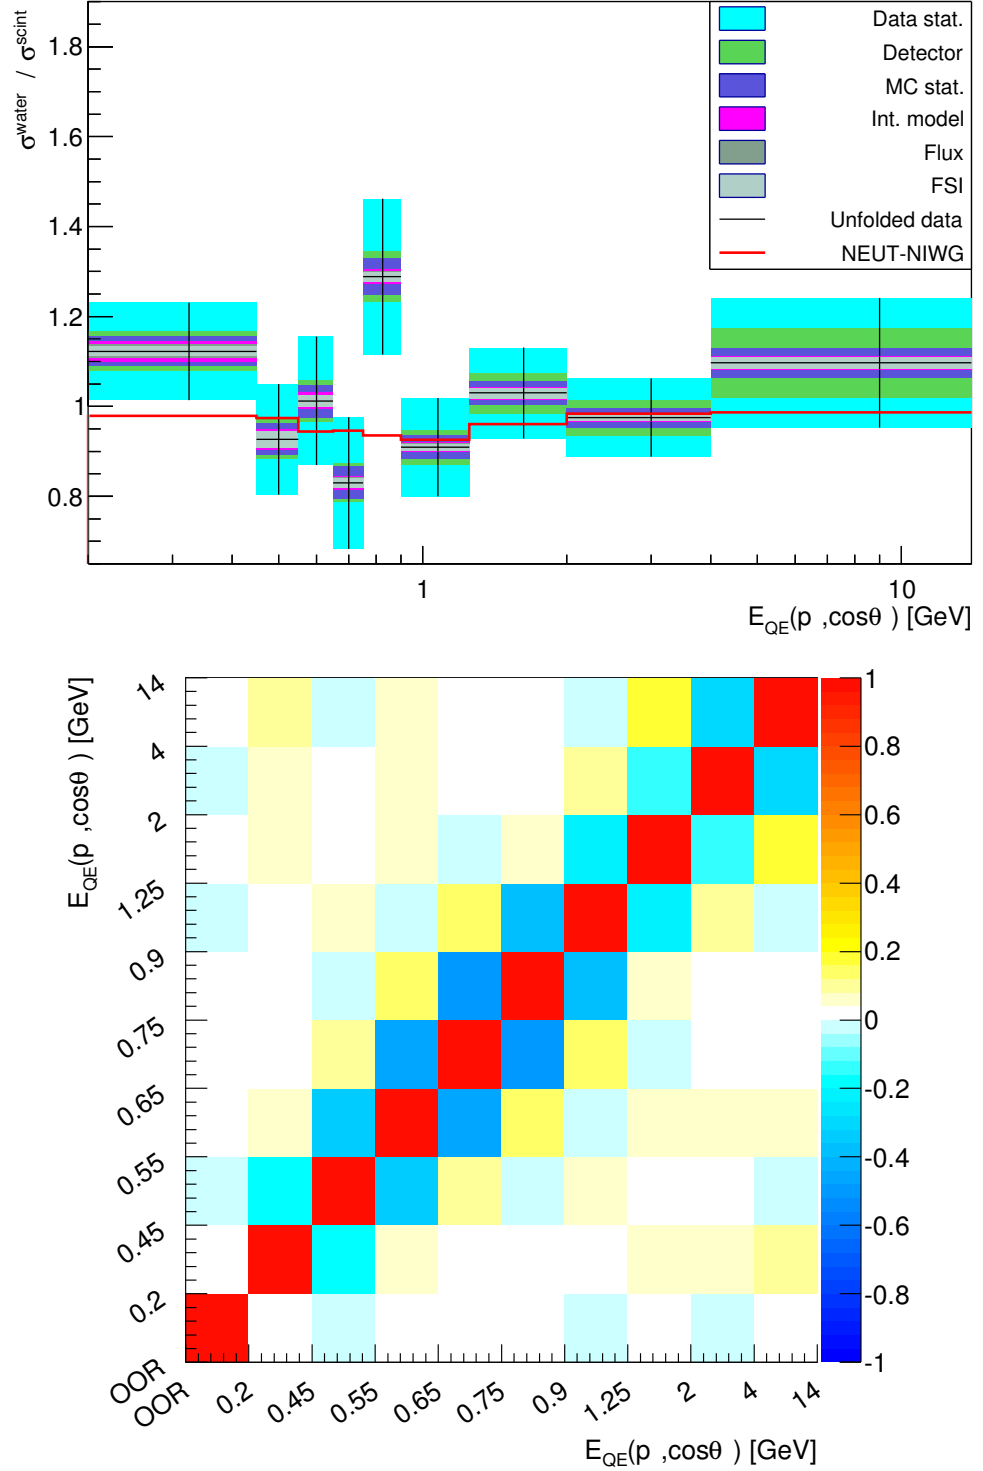 σ^water / σ^scint
1.8
1.6
1.4
1.2
1
0.8
Data stat.
Detector
MC stat.
Int. model
Flux
FSI
Unfolded data
NEUT-NIWG
1 10
E_QE(p ,cosθ ) [GeV]
E_QE(p ,cosθ ) [GeV]
14
4
2
1.25
0.9
0.75
0.65
0.55
0.45
0.2
OOR
1
0.8
0.6
0.4
0.2
0
-0.2
-0.4
-0.6
-0.8
-1
OOR 0.2 0.45 0.55 0.65 0.75 0.9 1.25 2 4 14
E_QE(p ,cosθ ) [GeV]